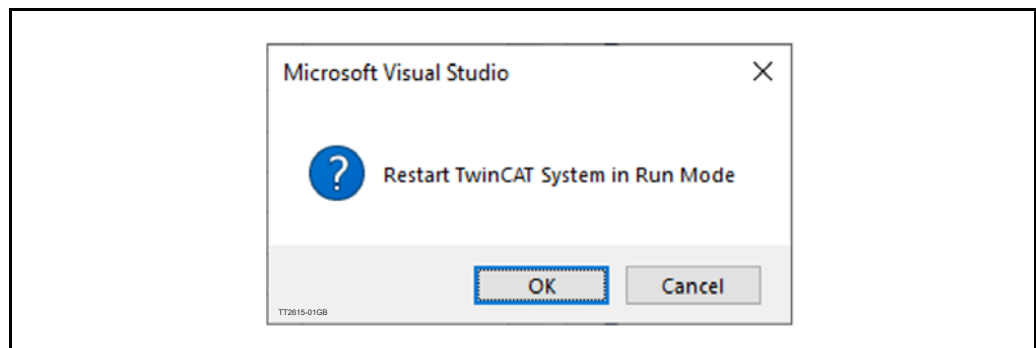 Microsoft Visual Studio
Restart TwinCAT System in Run Mode
OK Cancel
TT2615-01GB